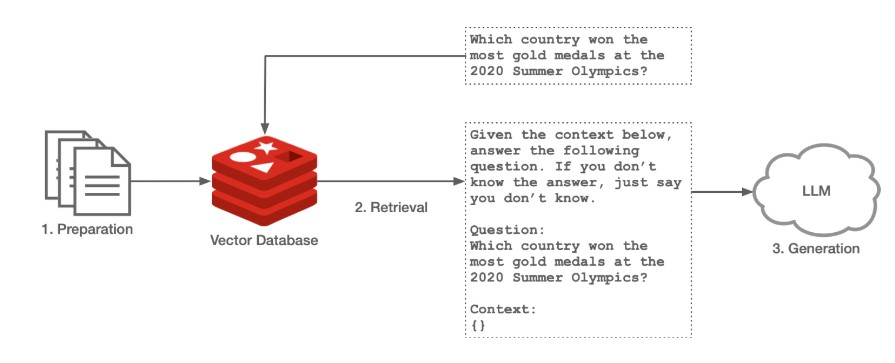 Which country won the
most gold medals at the
2020 Summer Olympics?
1. Preparation
Vector Database
2. Retrieval
Given the context below,
answer the following
question. If you don't
know the answer, just say
you don't know.
Question:
Which country won the
most gold medals at the
2020 Summer Olympics?
Context:
{}
LLM
3. Generation